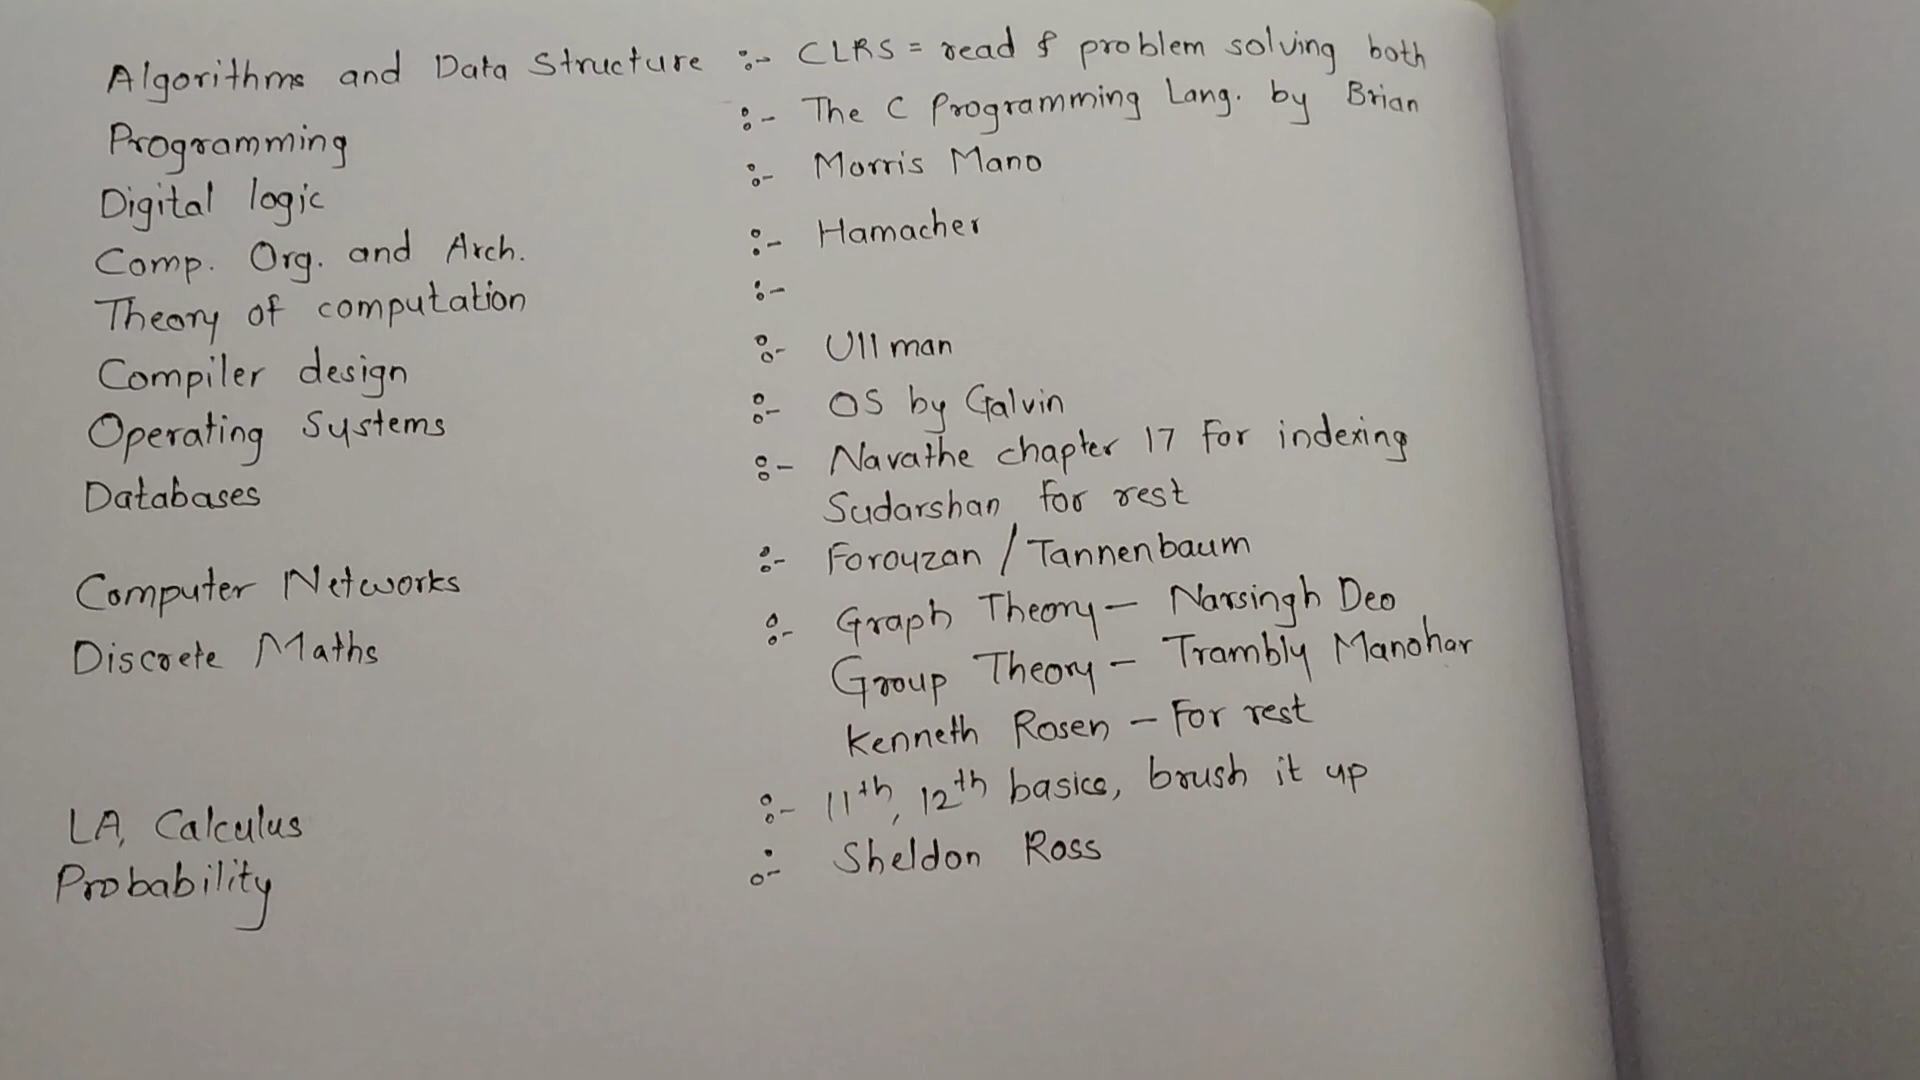 Algorithms and Data Structure :- CLRS = read & problem solving both
Programming :- The C Programming Lang. by Brian
Digital logic :- Morris Mano
Comp. Org. and Arch. :- Hamacher
Theory of computation :-
Compiler design :- Ullman
Operating Systems :- OS by Galvin
Databases :- Navathe chapter 17 For indexing
Sudarshan for rest
Computer Networks :- Forouzan / Tannenbaum
Discrete Maths :- Graph Theory - Narsingh Deo
Group Theory - Trambly Manohar
Kenneth Rosen - For rest
LA, Calculus :- 11th, 12th basics, brush it up
Probability :- Sheldon Ross